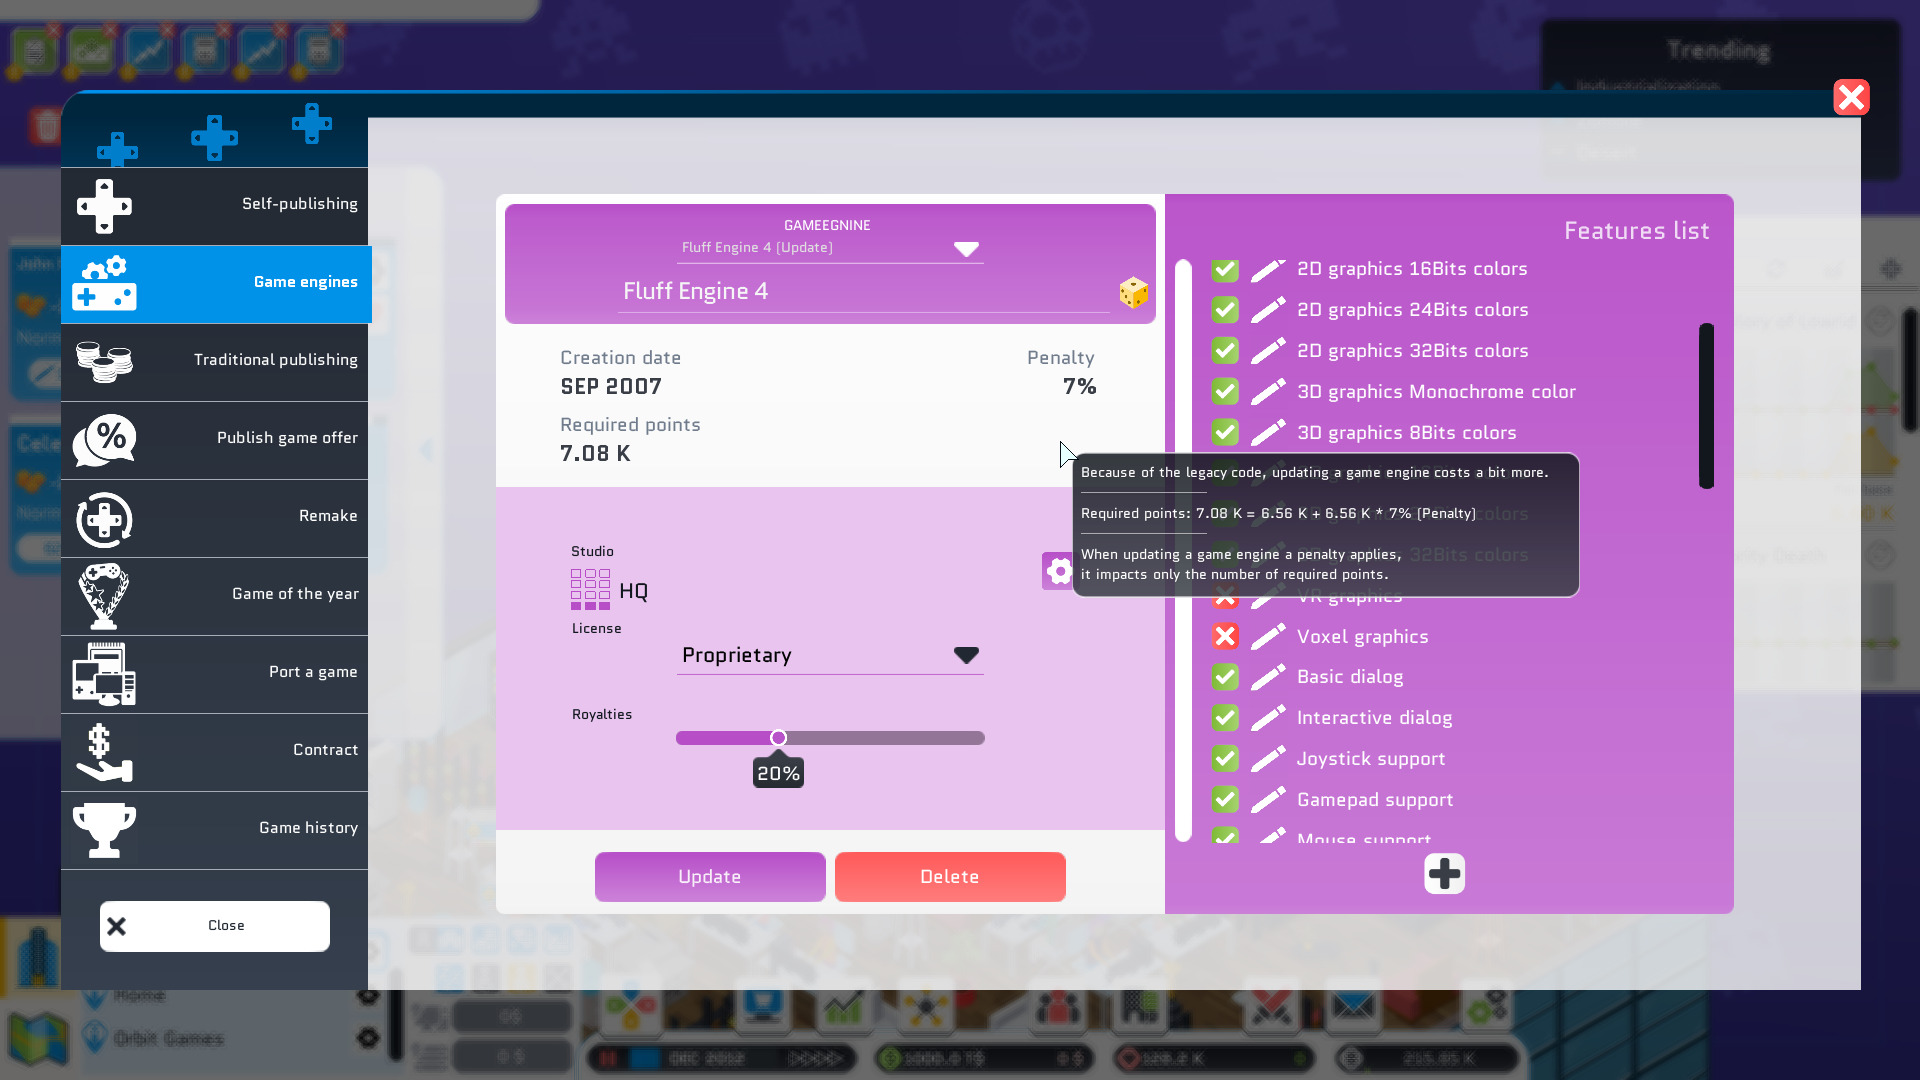 Trending
Self-publishing
Game engines
Traditional publishing
Publish game offer
Remake
Game of the year
Port a game
Contract
Game history
Close
GAMEEGNINE
Fluff Engine 4 (Update)
Fluff Engine 4
Creation date
SEP 2007
Penalty
7%
Required points
7.08 K
Studio
HQ
License
Proprietary
Royalties
20%
Update
Delete
Features list
2D graphics 16Bits colors
2D graphics 24Bits colors
2D graphics 32Bits colors
3D graphics Monochrome color
3D graphics 8Bits colors
Because of the legacy code, updating a game engine costs a bit more.
Required points: 7.08 K = 6.56 K + 6.56 K * 7% (Penalty)
When updating a game engine a penalty applies,
it impacts only the number of required points.
VR graphics
Voxel graphics
Basic dialog
Interactive dialog
Joystick support
Gamepad support
Mouse support
Home
Orbit Games
DEC 2012